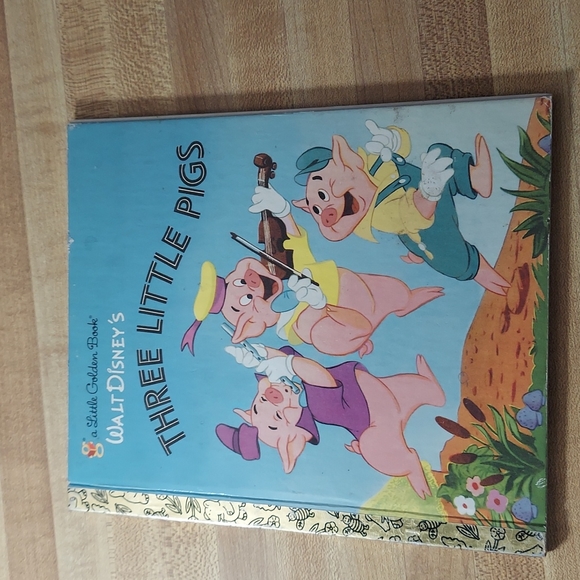 a Little Golden Book®
WALT DISNEY'S
THREE LITTLE PIGS